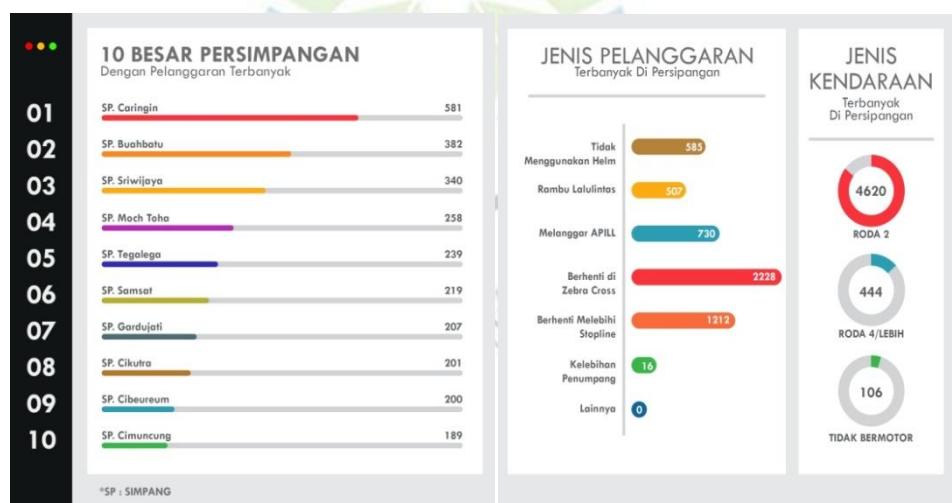 10 BESAR PERSIMPANGAN
Dengan Pelanggaran Terbanyak
01
SP. Caringin 581
02
SP. Buahbatu 382
03
SP. Sriwijaya 340
04
SP. Moch Toha 258
05
SP. Tegalega 239
06
SP. Samsat 219
07
SP. Gardujati 207
08
SP. Cikutra 201
09
SP. Cibeureum 200
10
SP. Cimuncung 189
*SP : SIMPANG
JENIS PELANGGARAN
Terbanyak Di Persipangan
Tidak
Menggunakan Helm
585
Rambu Lalulintas 507
Melanggar APILL 730
Berhenti di
Zebra Cross
2228
Berhenti Melebihi
Stopline
1212
Kelebihan
Penumpang
16
Lainnya 0
JENIS
KENDARAAN
Terbanyak
Di Persipangan
4620
RODA 2
444
RODA 4/LEBIH
106
TIDAK BERMOTOR